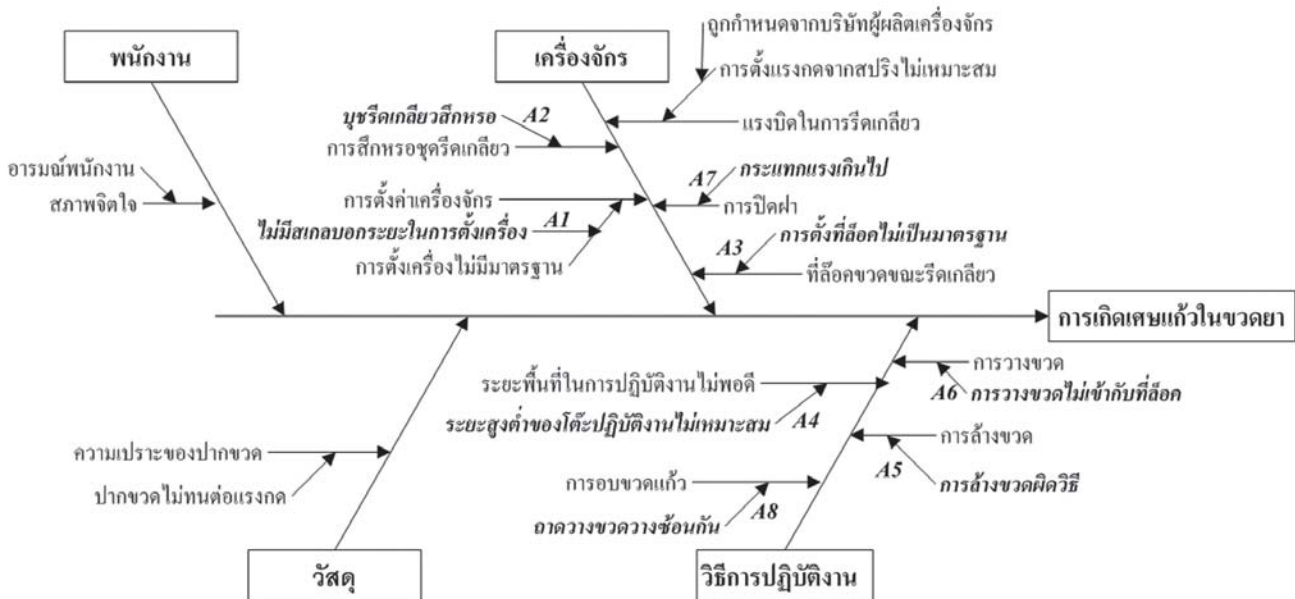 พนักงาน
อารมณ์พนักงาน
สภาพจิตใจ
เครื่องจักร
ถูกกำหนดจากบริษัทผู้ผลิตเครื่องจักร
การตั้งแรงกดจากสปริงไม่เหมาะสม
แรงบิดในการรีดเกลียว
บุชรีดเกลียวสึกหรอ
A2
การสึกหรอชุดรีดเกลียว
A7
กระแทกแรงเกินไป
การปิดฝา
การตั้งค่าเครื่องจักร
ไม่มีสเกลบอกระยะในการตั้งเครื่อง
A1
การตั้งเครื่องไม่มีมาตรฐาน
A3
การตั้งที่ล็อคไม่เป็นมาตรฐาน
ที่ล๊อคขวดขณะรีดเกลียว
การเกิดเศษแก้วในขวดยา
ความเปราะของปากขวด
ปากขวดไม่ทนต่อแรงกด
วัสดุ
ระยะพื้นที่ในการปฏิบัติงานไม่พอดี
ระยะสูงต่ำของโต๊ะปฏิบัติงานไม่เหมาะสม
A4
การวางขวด
A6
การวางขวดไม่เข้ากับที่ล็อค
การล้างขวด
A5
การล้างขวดผิดวิธี
การอบขวดแก้ว
A8
ถาดวางขวดวางซ้อนกัน
วิธีการปฏิบัติงาน